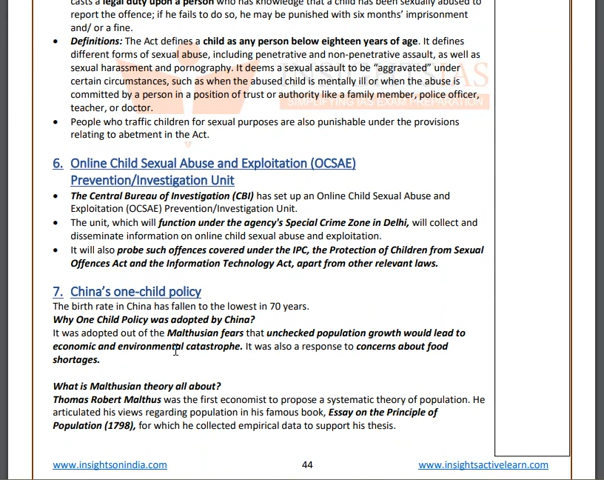 casts a legal duty upon a person who has knowledge that a child has been sexually abused to
report the offence; if he fails to do so, he may be punished with six months' imprisonment
and/ or a fine.
• Definitions: The Act defines a child as any person below eighteen years of age. It defines
different forms of sexual abuse, including penetrative and non-penetrative assault, as well as
sexual harassment and pornography. It deems a sexual assault to be "aggravated" under
certain circumstances, such as when the abused child is mentally ill or when the abuse is
committed by a person in a position of trust or authority like a family member, police officer,
teacher, or doctor.
SIMPLIFYING IAS EXAM PREPARATION
• People who traffic children for sexual purposes are also punishable under the provisions
relating to abetment in the Act.
6. Online Child Sexual Abuse and Exploitation (OCSAE)
Prevention/Investigation Unit
• The Central Bureau of Investigation (CBI) has set up an Online Child Sexual Abuse and
Exploitation (OCSAE) Prevention/Investigation Unit.
• The unit, which will function under the agency's Special Crime Zone in Delhi, will collect and
disseminate information on online child sexual abuse and exploitation.
• It will also probe such offences covered under the IPC, the Protection of Children from Sexual
Offences Act and the Information Technology Act, apart from other relevant laws.
7. China's one-child policy
The birth rate in China has fallen to the lowest in 70 years.
Why One Child Policy was adopted by China?
It was adopted out of the Malthusian fears that unchecked population growth would lead to
economic and environmental catastrophe. It was also a response to concerns about food
shortages.
What is Malthusian theory all about?
Thomas Robert Malthus was the first economist to propose a systematic theory of population. He
articulated his views regarding population in his famous book, Essay on the Principle of
Population (1798), for which he collected empirical data to support his thesis.
www.insightsonindia.com 44 www.insightsactivelearn.com